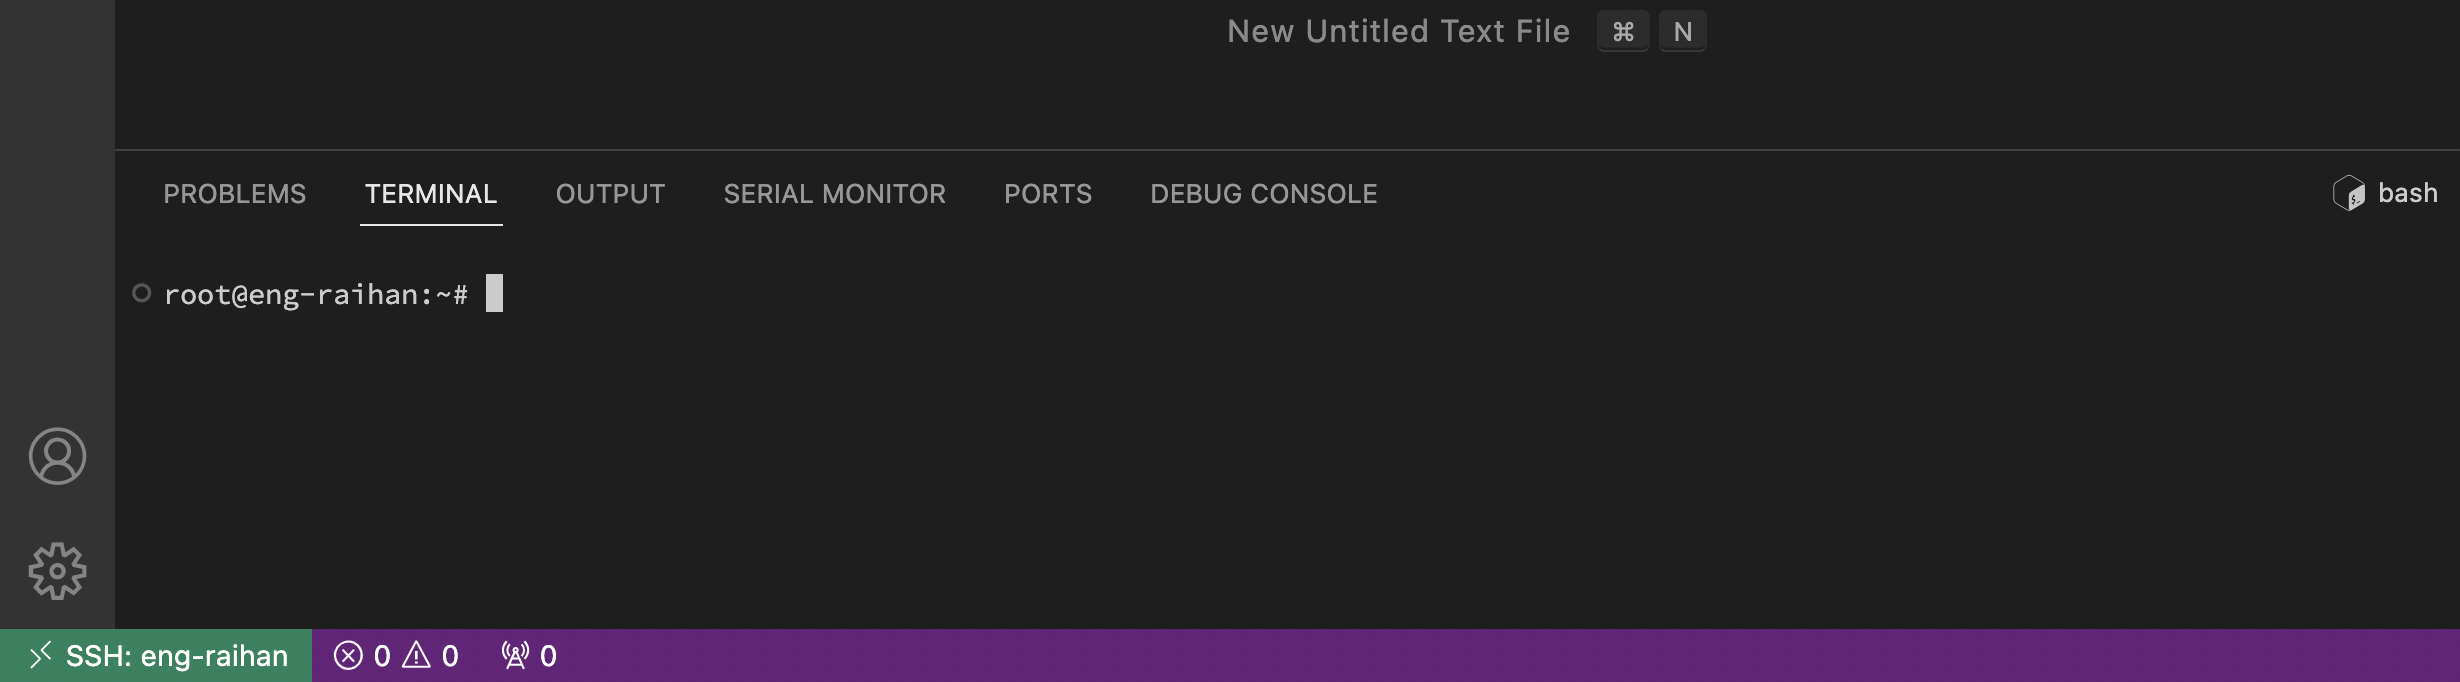 New Untitled Text File ⌘ N
PROBLEMS TERMINAL OUTPUT SERIAL MONITOR PORTS DEBUG CONSOLE bash
root@eng-raihan:~#
SSH: eng-raihan 0 0 0